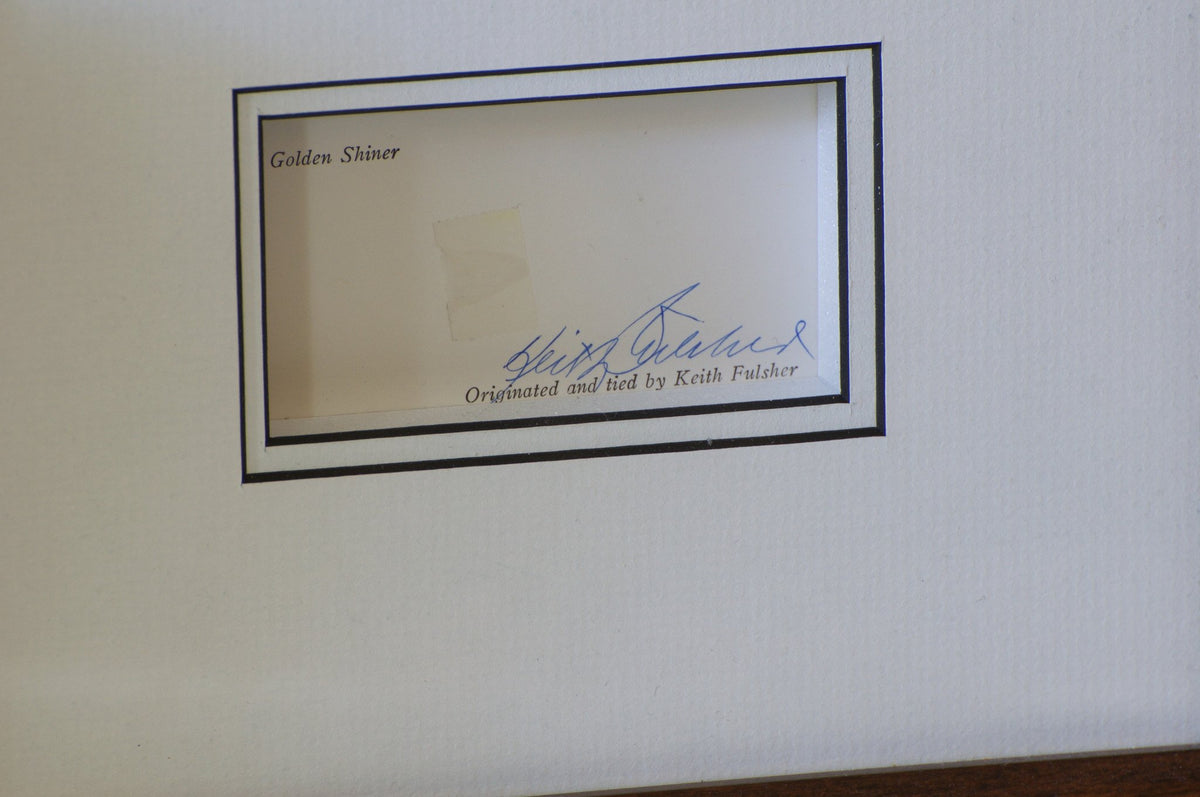 Golden Shiner
Keith Fulsher
Originated and tied by Keith Fulsher